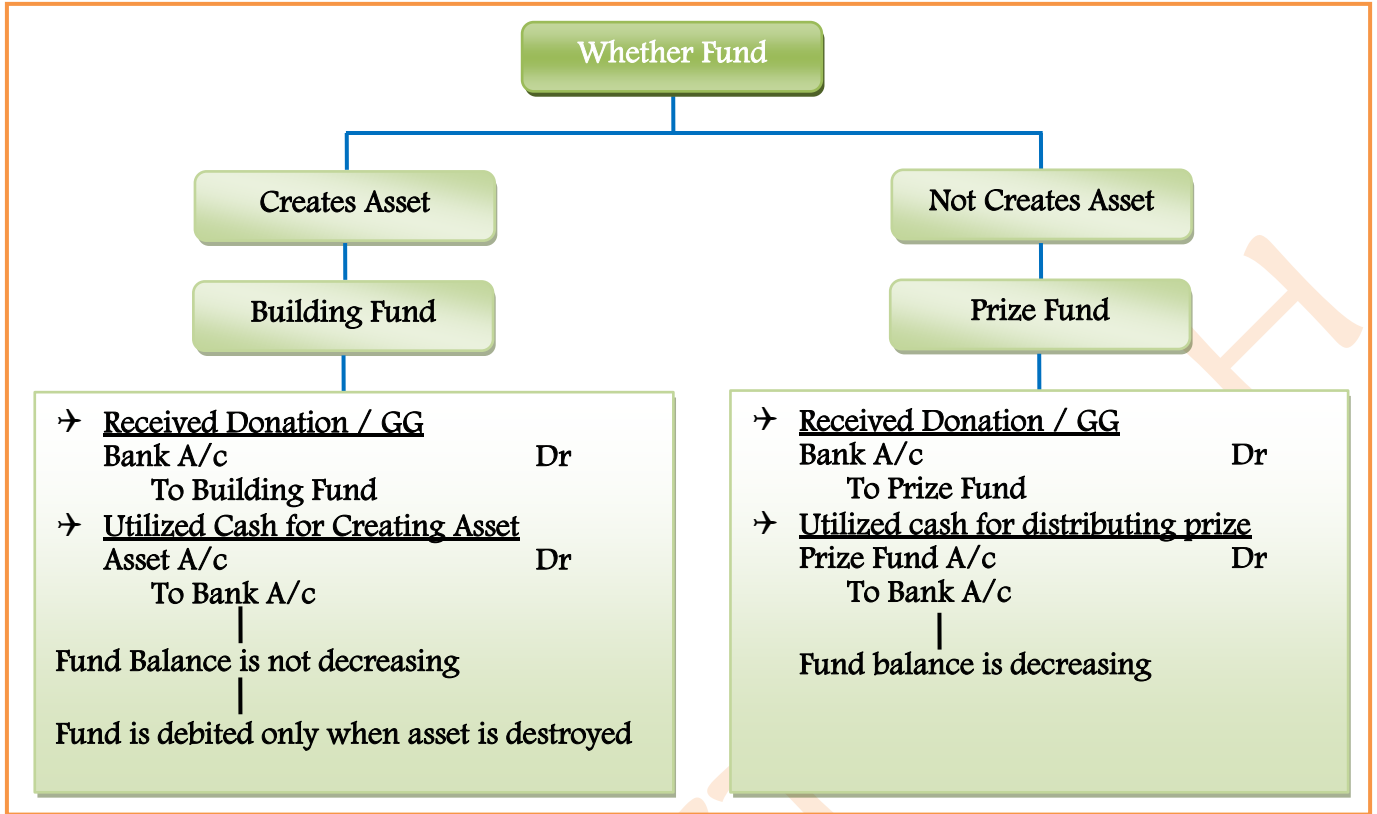 Whether Fund
Creates Asset
Building Fund
✈ Received Donation / GG
Bank A/c Dr
To Building Fund
✈ Utilized Cash for Creating Asset
Asset A/c Dr
To Bank A/c
Fund Balance is not decreasing
Fund is debited only when asset is destroyed
Not Creates Asset
Prize Fund
✈ Received Donation / GG
Bank A/c Dr
To Prize Fund
✈ Utilized cash for distributing prize
Prize Fund A/c Dr
To Bank A/c
Fund balance is decreasing